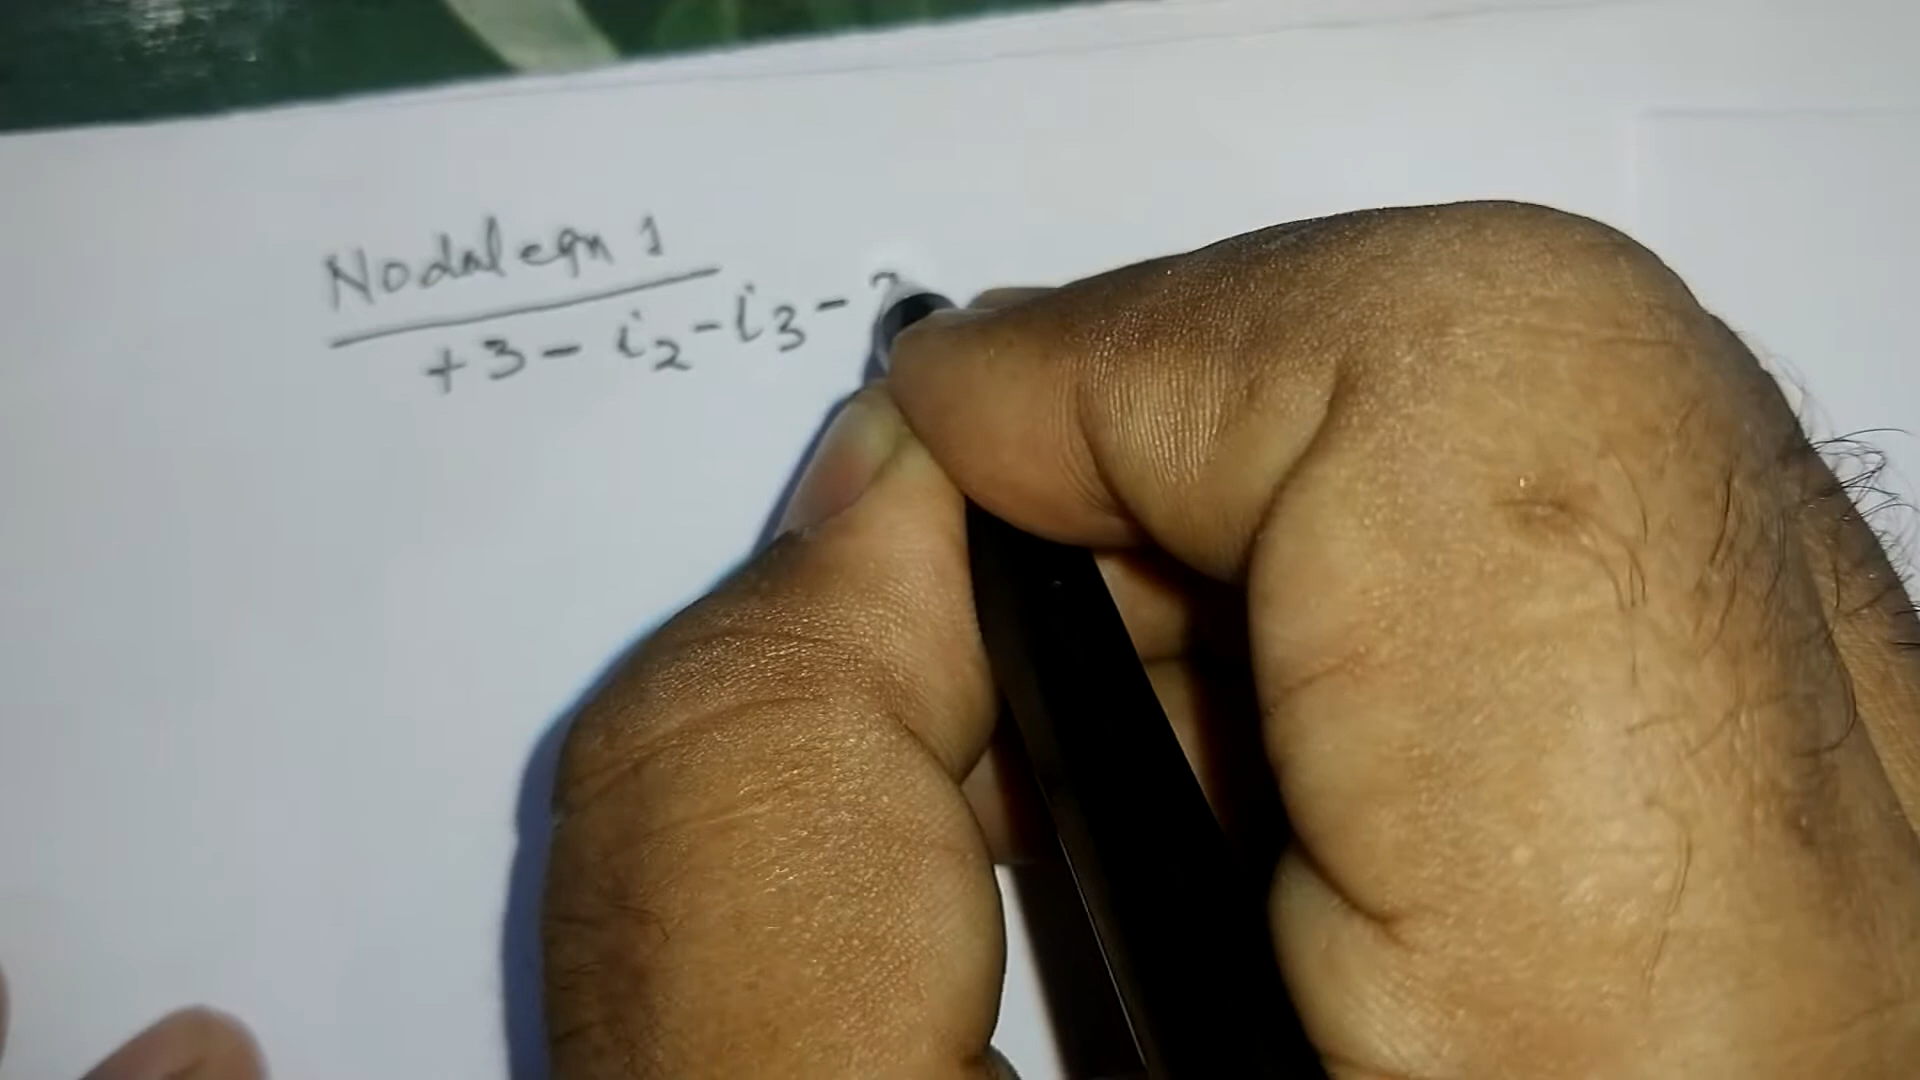 Nodal eqn 1
+3 - i₂ - i₃ -